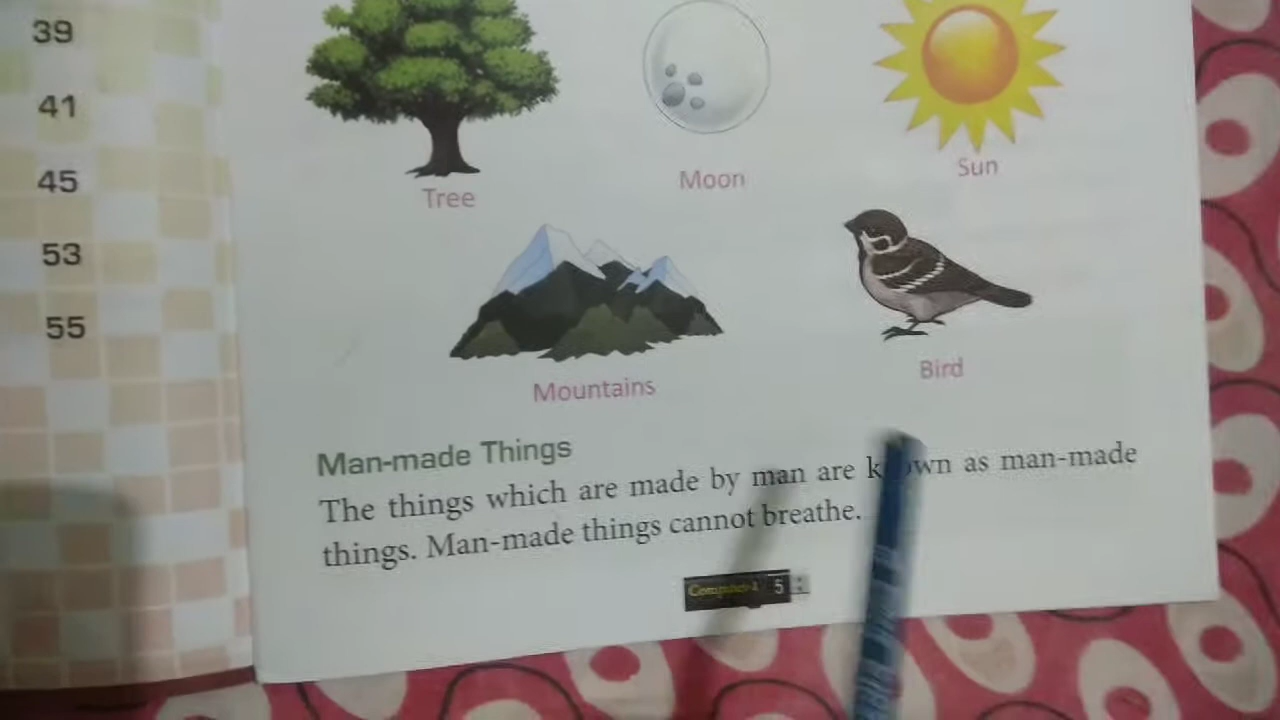 39
41
45
53
55
Tree
Moon
Sun
Mountains
Bird
Man-made Things
The things which are made by man are known as man-made
things. Man-made things cannot breathe.
5